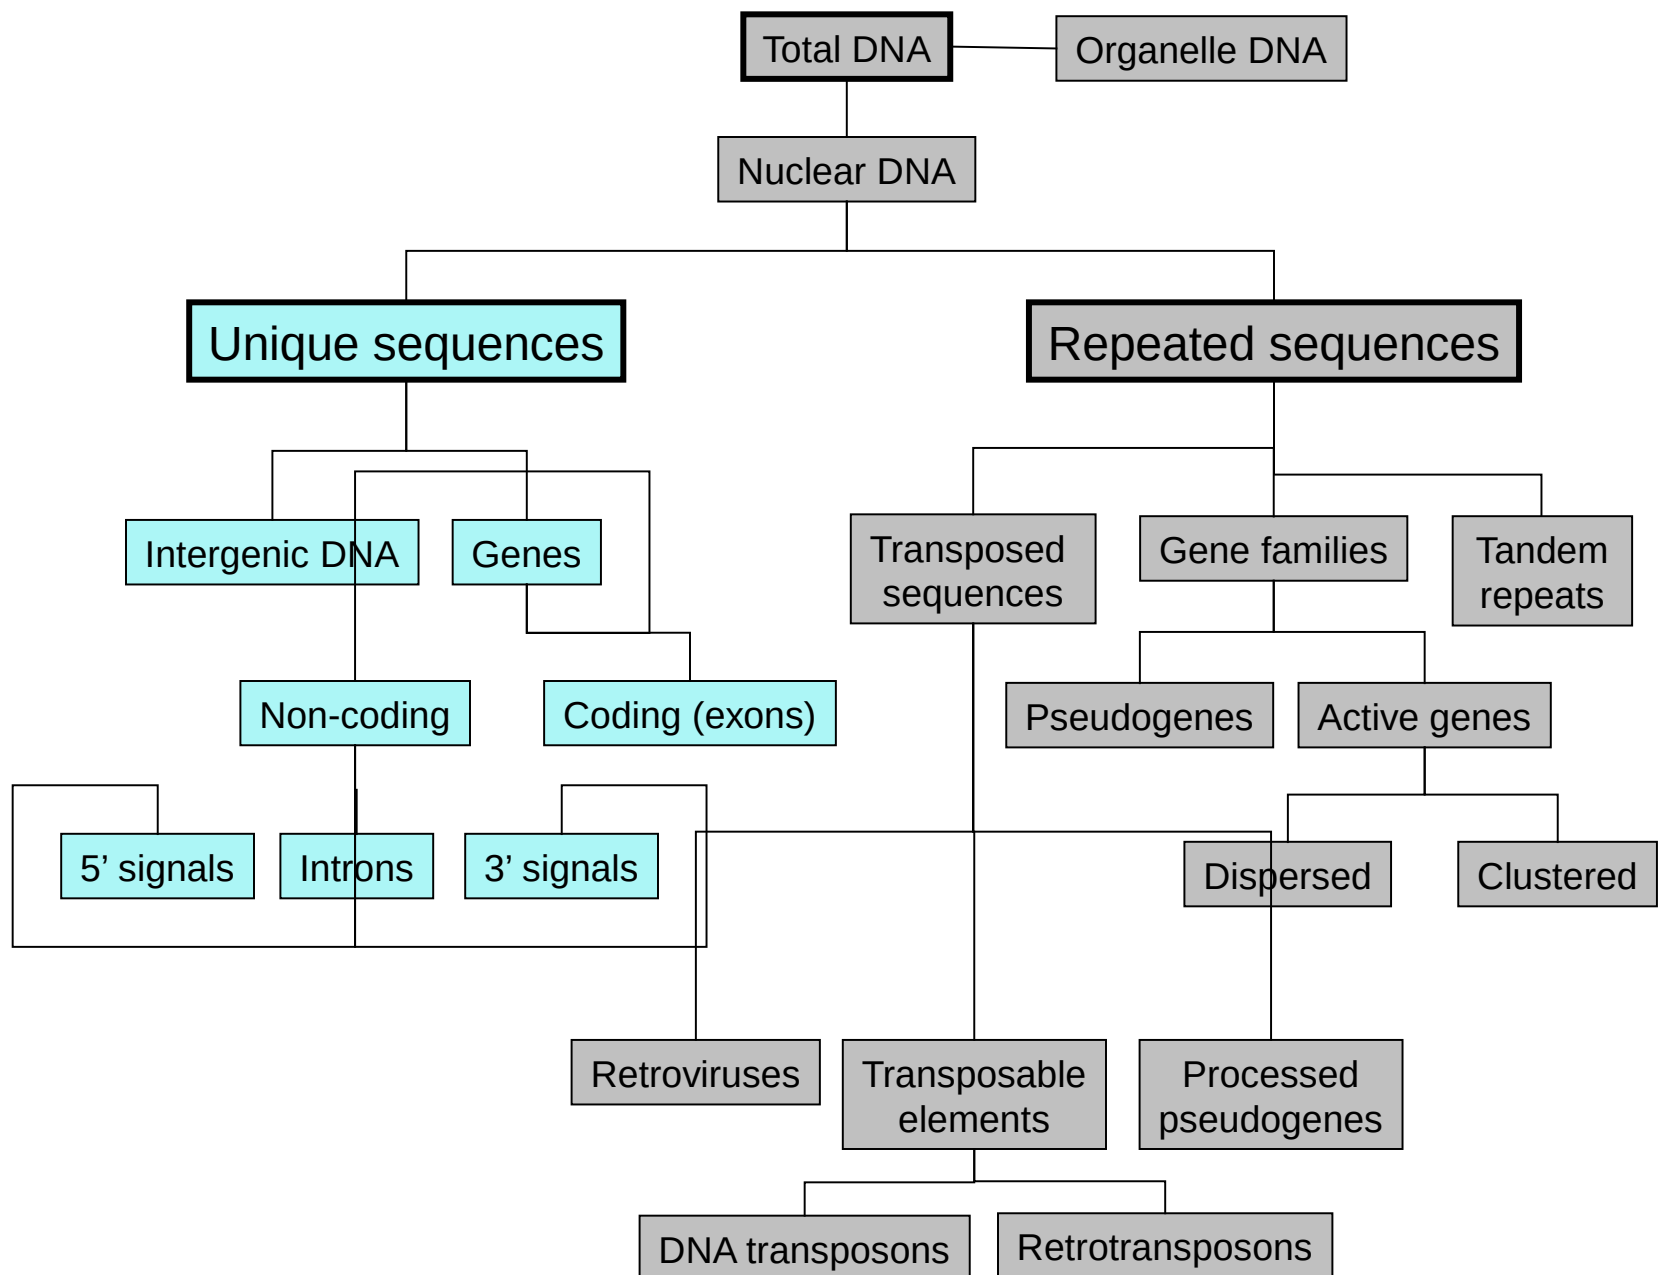 Total DNA
Organelle DNA
Nuclear DNA
Unique sequences
Repeated sequences
Intergenic DNA
Genes
Transposed
sequences
Gene families
Tandem
repeats
Non-coding
Coding (exons)
Pseudogenes
Active genes
5’ signals
Introns
3’ signals
Dispersed
Clustered
Retroviruses
Transposable
elements
Processed
pseudogenes
DNA transposons
Retrotransposons